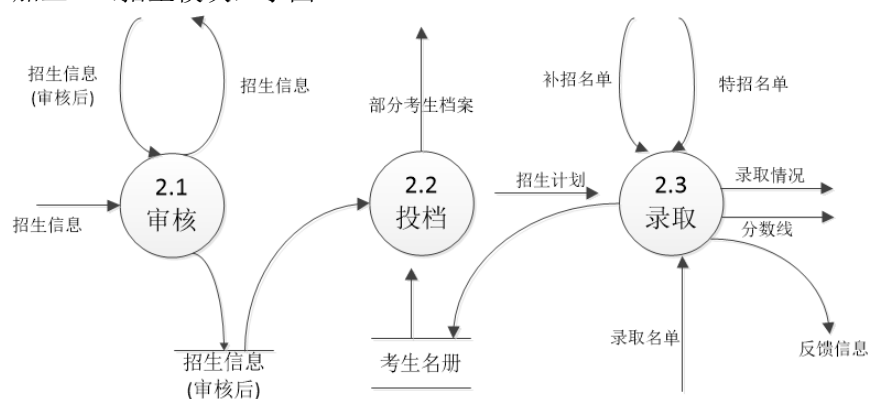 招生信息
(审核后)
招生信息
部分考生档案
补招名单
特招名单
2.1
审核
2.2
投档
招生计划
2.3
录取
录取情况
分数线
招生信息
招生信息
(审核后)
考生名册
录取名单
反馈信息